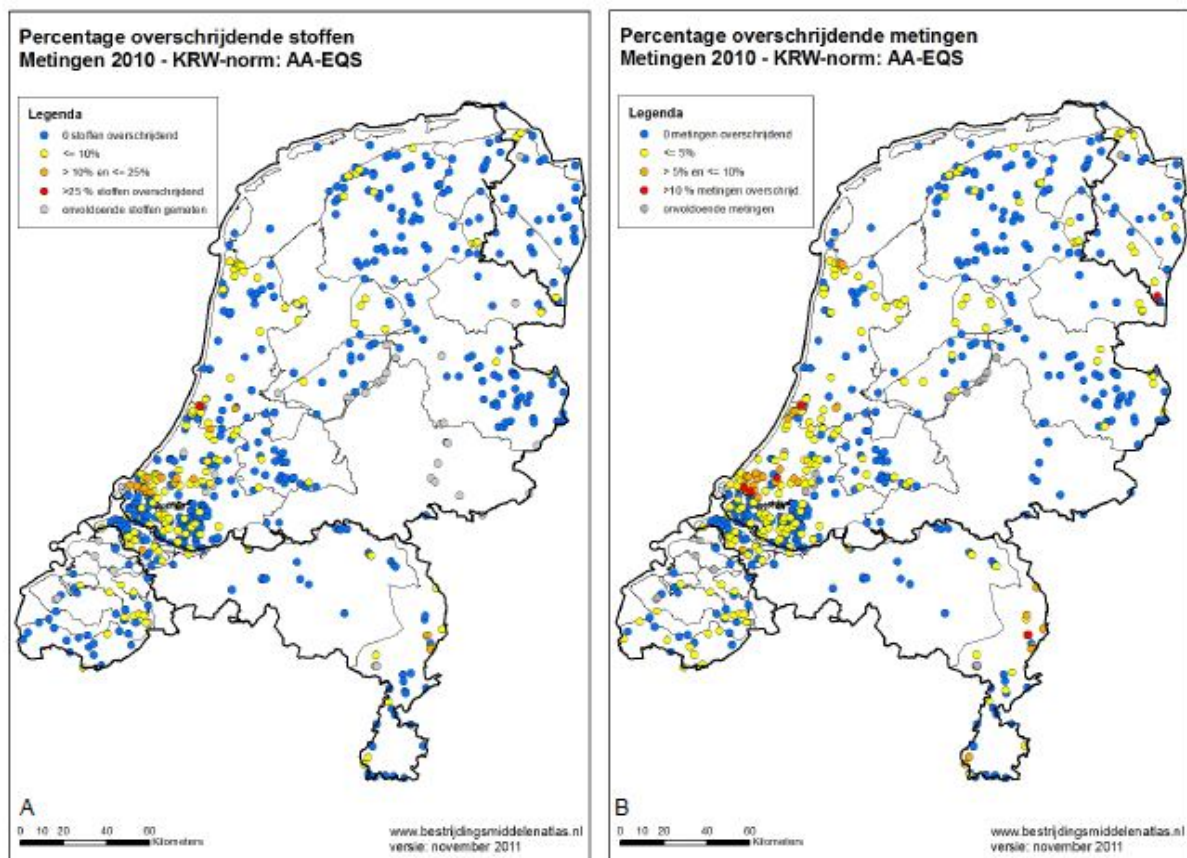 Percentage overschrijdende stoffen
Metingen 2010 - KRW-norm: AA-EQS
Legenda
0 stoffen overschrijdend
<= 10%
> 10% en <= 25%
>25 % stoffen overschrijdend
onvoldoende stoffen gemeten
A
0 10 20 40 60
Kilometers
www.bestrijdingsmiddelenatlas.nl
versie: november 2011
Percentage overschrijdende metingen
Metingen 2010 - KRW-norm: AA-EQS
Legenda
0 metingen overschrijdend
<= 5%
> 5% en <= 10%
>10 % metingen overschrijd.
onvoldoende metingen
B
0 10 20 40 60
Kilometers
www.bestrijdingsmiddelenatlas.nl
versie: november 2011